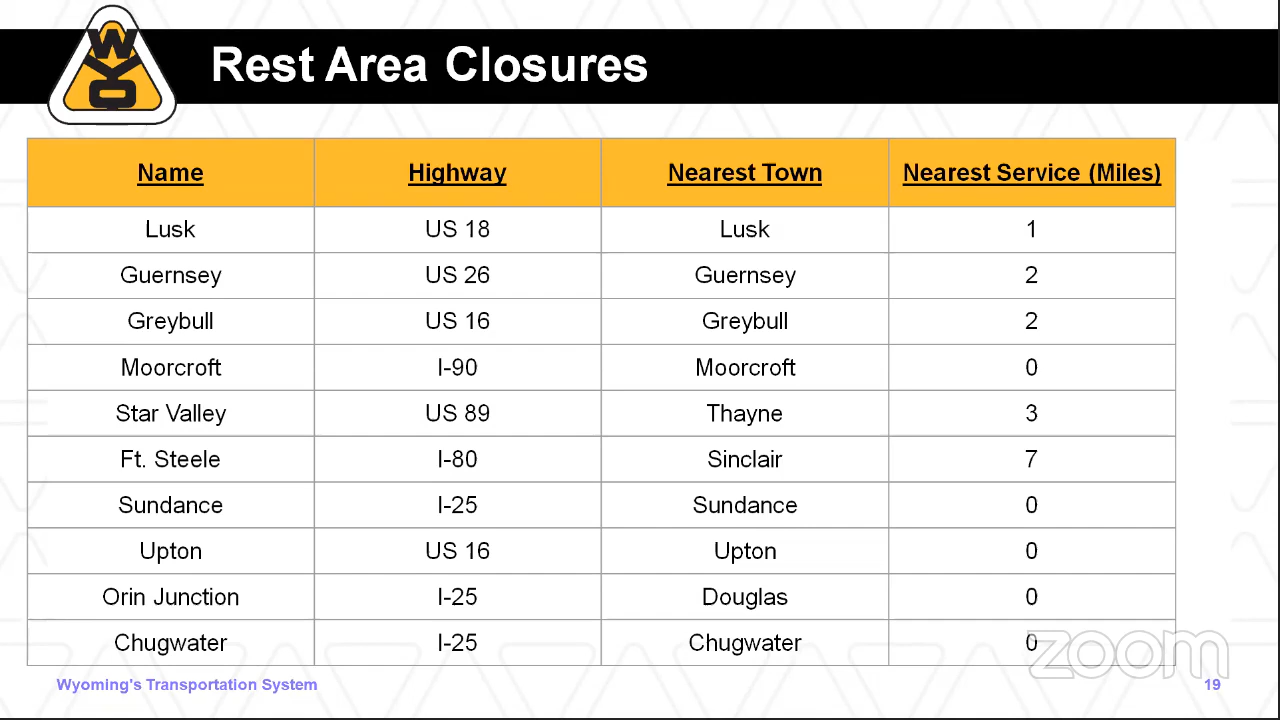 WYO
Rest Area Closures
Name Highway Nearest Town Nearest Service (Miles)
Lusk US 18 Lusk 1
Guernsey US 26 Guernsey 2
Greybull US 16 Greybull 2
Moorcroft I-90 Moorcroft 0
Star Valley US 89 Thayne 3
Ft. Steele I-80 Sinclair 7
Sundance I-25 Sundance 0
Upton US 16 Upton 0
Orin Junction I-25 Douglas 0
Chugwater I-25 Chugwater 0
zoom
Wyoming's Transportation System 19